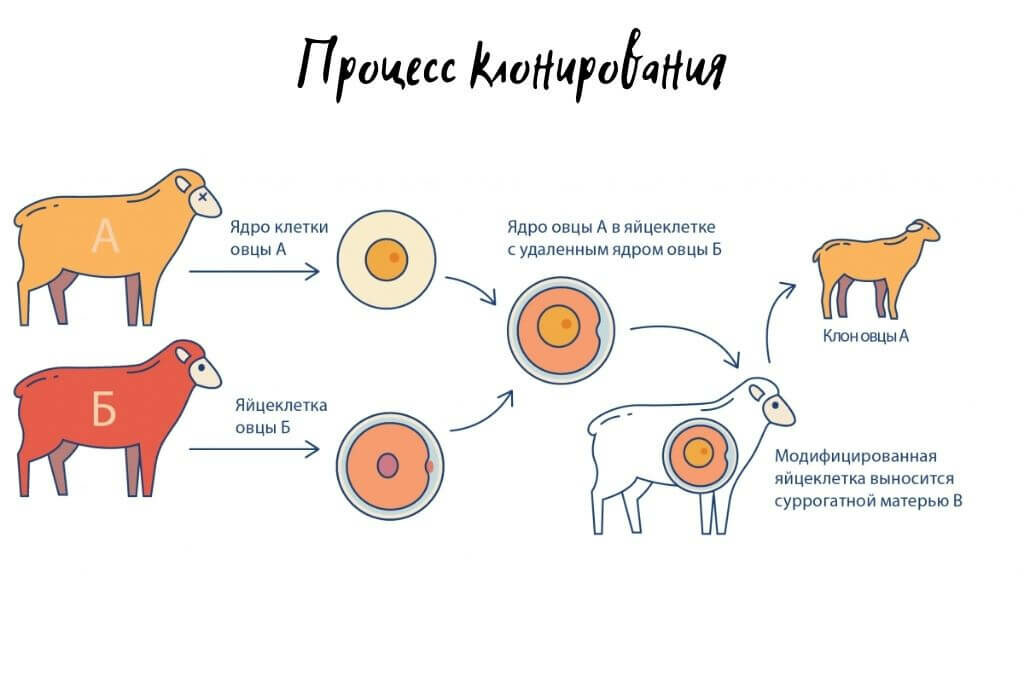 Процесс клонирования
А
Ядро клетки
овцы А
Ядро овцы А в яйцеклетке
с удаленным ядром овцы Б
Клон овцы А
Б
Яйцеклетка
овцы Б
Модифицированная
яйцеклетка выносится
суррогатной матерью В